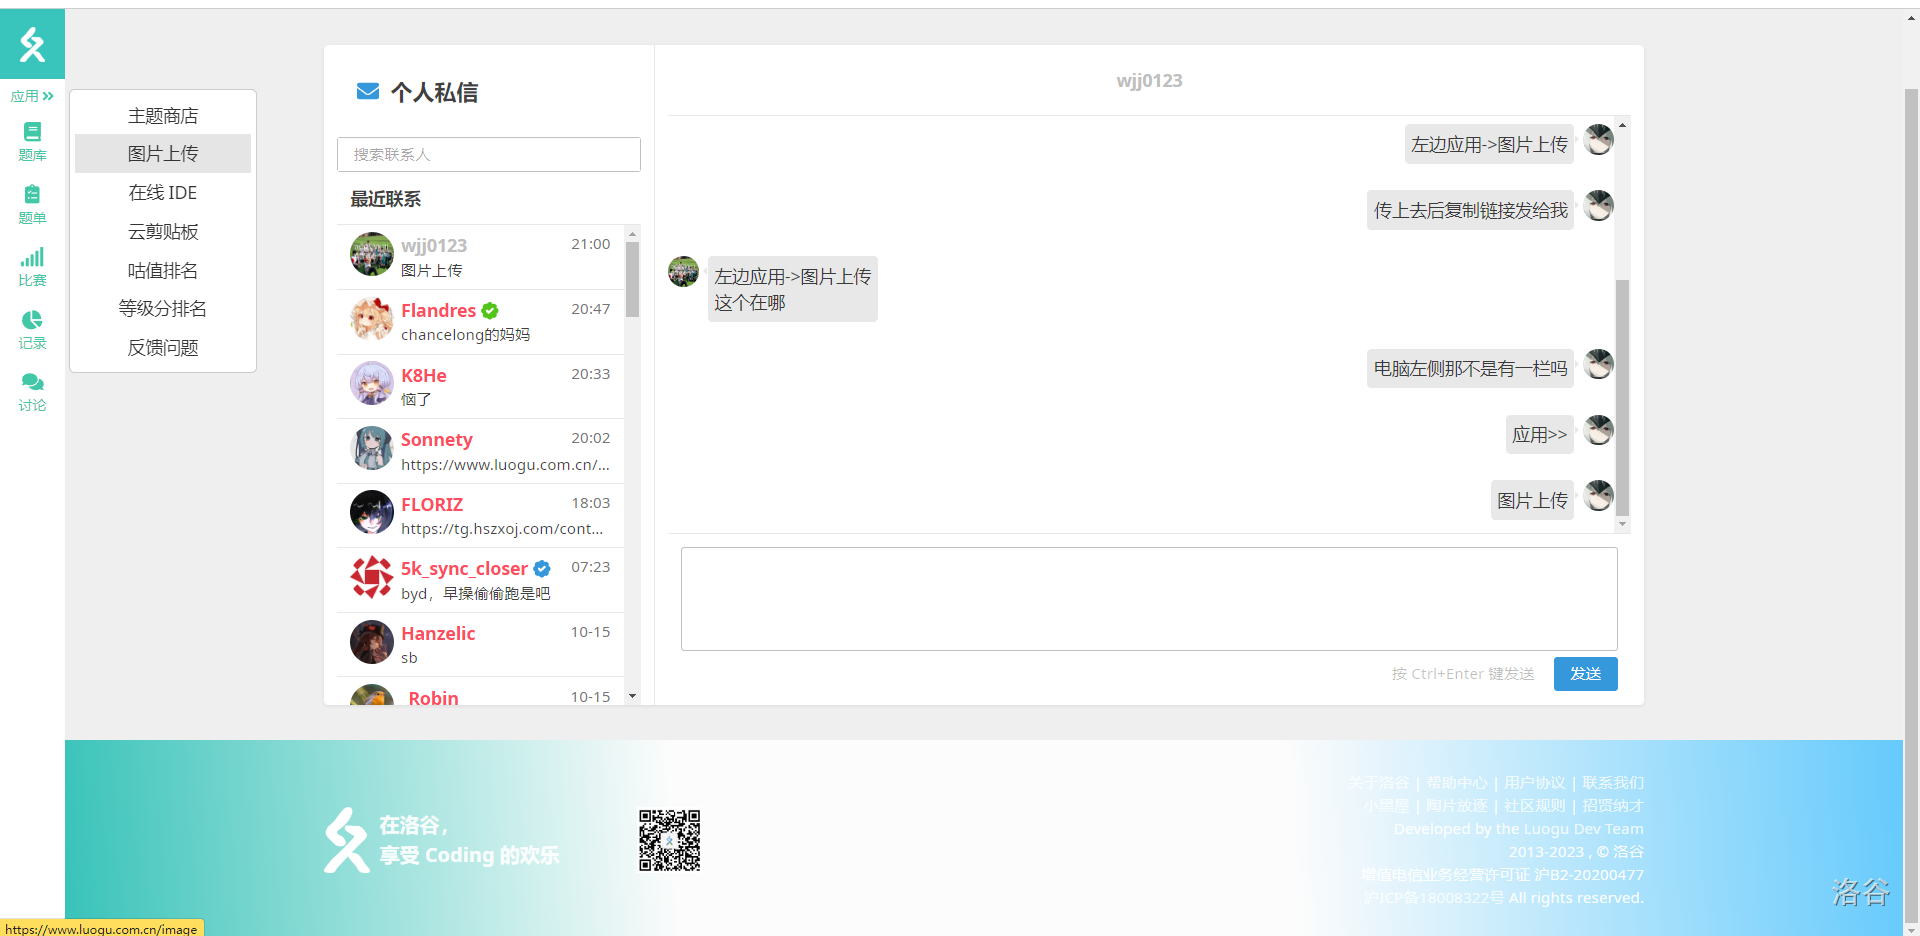 应用
题库
题单
比赛
记录
讨论
主题商店
图片上传
在线 IDE
云剪贴板
咕值排名
等级分排名
反馈问题
个人私信
搜索联系人
最近联系
wjj0123 21:00
图片上传
Flandres 20:47
chancelong的妈妈
K8He 20:33
恼了
Sonnety 20:02
https://www.luogu.com.cn/...
FLORIZ 18:03
https://tg.hszxoj.com/cont...
5k_sync_closer 07:23
byd，早操偷偷跑是吧
Hanzelic 10-15
sb
Robin 10-15
wjj0123
左边应用->图片上传
传上去后复制链接发给我
左边应用->图片上传
这个在哪
电脑左侧那不是有一栏吗
应用>>
图片上传
按 Ctrl+Enter 键发送 发送
在洛谷，
享受 Coding 的欢乐
关于洛谷 | 帮助中心 | 用户协议 | 联系我们
小黑屋 | 陶片放逐 | 社区规则 | 招贤纳才
Developed by the Luogu Dev Team
2013-2023 , © 洛谷
增值电信业务经营许可证 沪B2-20200477
沪ICP备18008322号 All rights reserved.
洛谷
https://www.luogu.com.cn/image